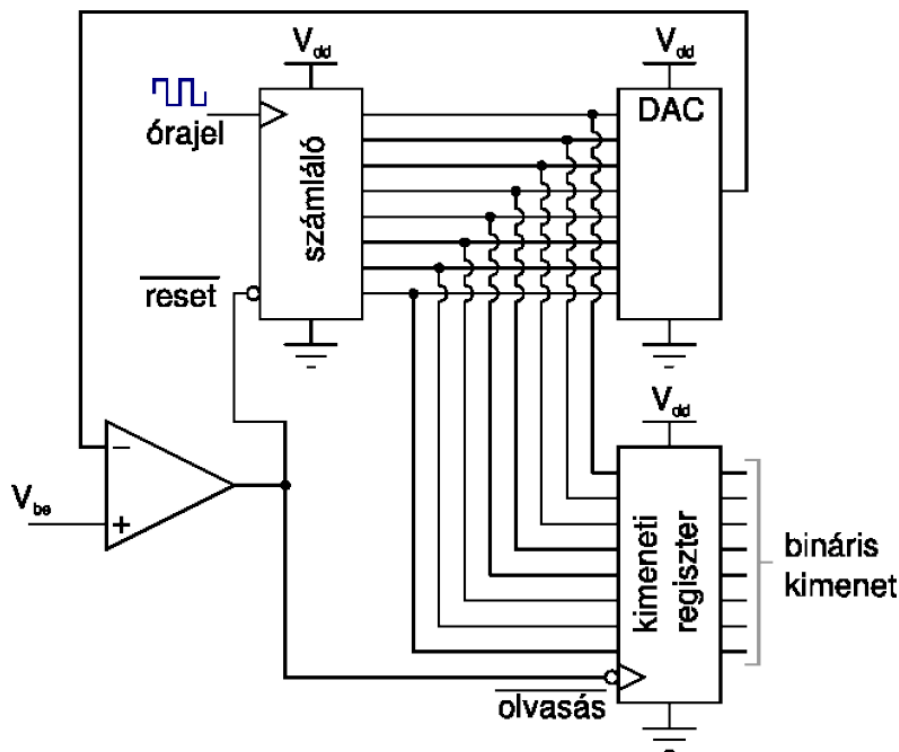 V_dd
V_dd
DAC
órajel
számláló
reset
V_dd
−
V_be
+
kimeneti
regiszter
bináris
kimenet
olvasás